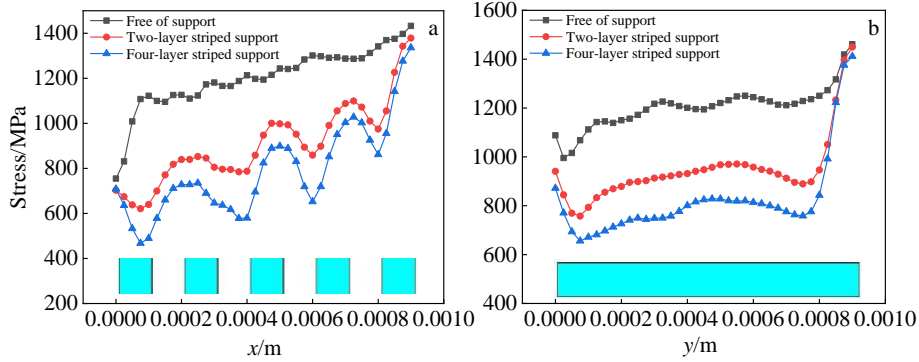 a
Free of support
Two-layer striped support
Four-layer striped support
Stress/MPa
1400
1200
1000
800
600
400
200
0.0000 0.0002 0.0004 0.0006 0.0008 0.0010
x/m
b
Free of support
Two-layer striped support
Four-layer striped support
1600
1400
1200
1000
800
600
400
0.0000 0.0002 0.0004 0.0006 0.0008 0.0010
y/m